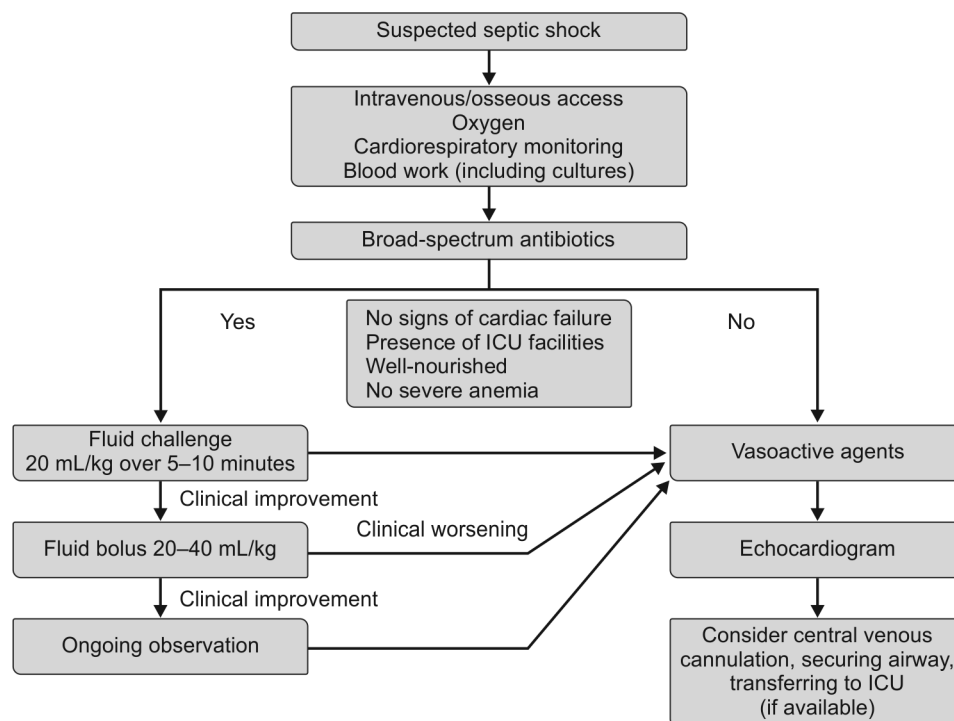 Suspected septic shock
Intravenous/osseous access
Oxygen
Cardiorespiratory monitoring
Blood work (including cultures)
Broad-spectrum antibiotics
Yes
No signs of cardiac failure
Presence of ICU facilities
Well-nourished
No severe anemia
No
Fluid challenge
20 mL/kg over 5–10 minutes
Vasoactive agents
Clinical improvement
Clinical worsening
Fluid bolus 20–40 mL/kg
Echocardiogram
Clinical improvement
Ongoing observation
Consider central venous
cannulation, securing airway,
transferring to ICU
(if available)